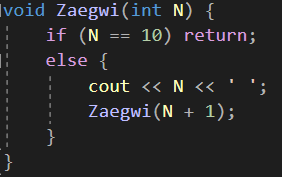 void Zaegwi(int N) {
    if (N == 10) return;
    else {
        cout << N << ' ';
        Zaegwi(N + 1);
    }
}